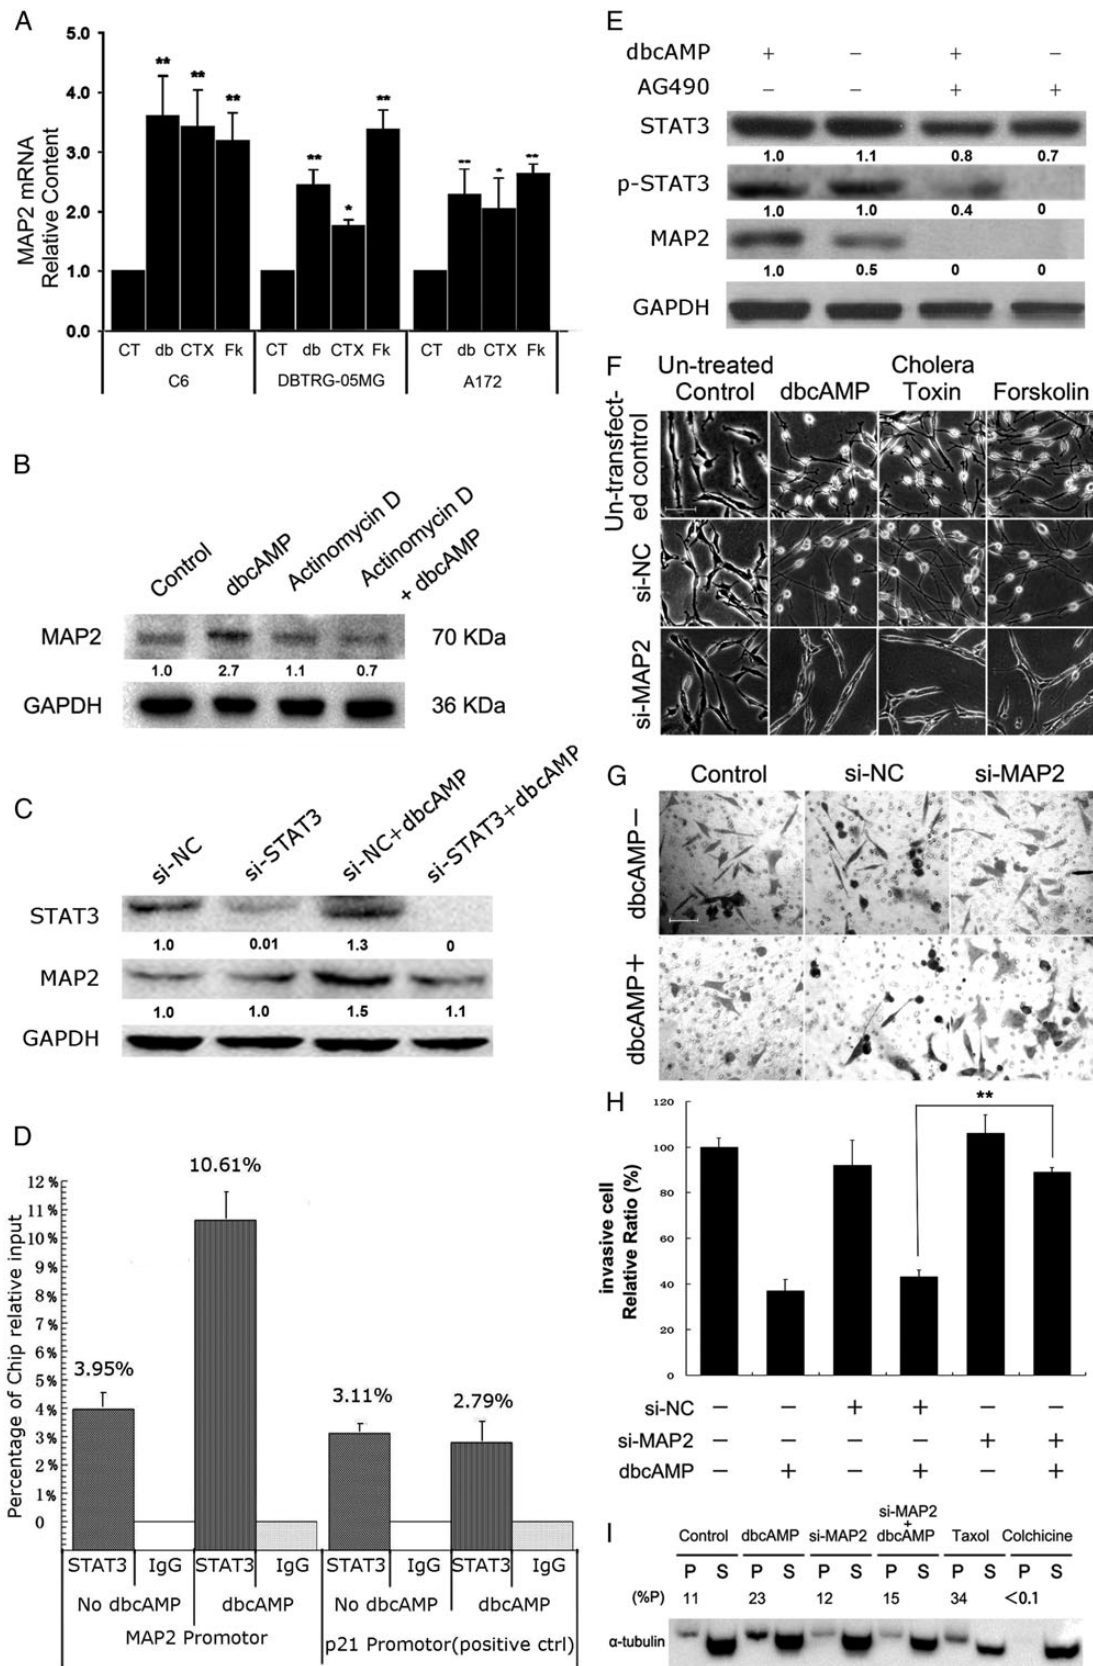 A
5.0
4.0
3.0
2.0
1.0
0.0
MAP2 mRNA
Relative Content
** ** ** ** * ** ** * **
CT db CTX Fk CT db CTX Fk CT db CTX Fk
C6 DBTRG-05MG A172
B
Control dbcAMP Actinomycin D Actinomycin D + dbcAMP
MAP2 70 KDa
1.0 2.7 1.1 0.7
GAPDH 36 KDa
C
si-NC si-STAT3 si-NC+dbcAMP si-STAT3+dbcAMP
STAT3
1.0 0.01 1.3 0
MAP2
1.0 1.0 1.5 1.1
GAPDH
D
Percentage of Chip relative input
12%
11%
10%
9%
8%
7%
6%
5%
4%
3%
2%
1%
0
3.95% 10.61% 3.11% 2.79%
STAT3 IgG STAT3 IgG STAT3 IgG STAT3 IgG
No dbcAMP dbcAMP No dbcAMP dbcAMP
MAP2 Promotor p21 Promotor(positive ctrl)
E
dbcAMP + − + −
AG490 − − + +
STAT3
1.0 1.1 0.8 0.7
p-STAT3
1.0 1.0 0.4 0
MAP2
1.0 0.5 0 0
GAPDH
F
Un-treated Control dbcAMP Cholera Toxin Forskolin
Un-transfect-
ed control
si-NC
si-MAP2
G
Control si-NC si-MAP2
dbcAMP−
dbcAMP+
H
invasive cell
Relative Ratio (%)
120
100
80
60
40
20
0
**
si-NC − − + + − −
si-MAP2 − − − − + +
dbcAMP − + − + − +
I
Control dbcAMP si-MAP2 si-MAP2 + dbcAMP Taxol Colchicine
P S P S P S P S P S P S
(%P) 11 23 12 15 34 <0.1
α-tubulin